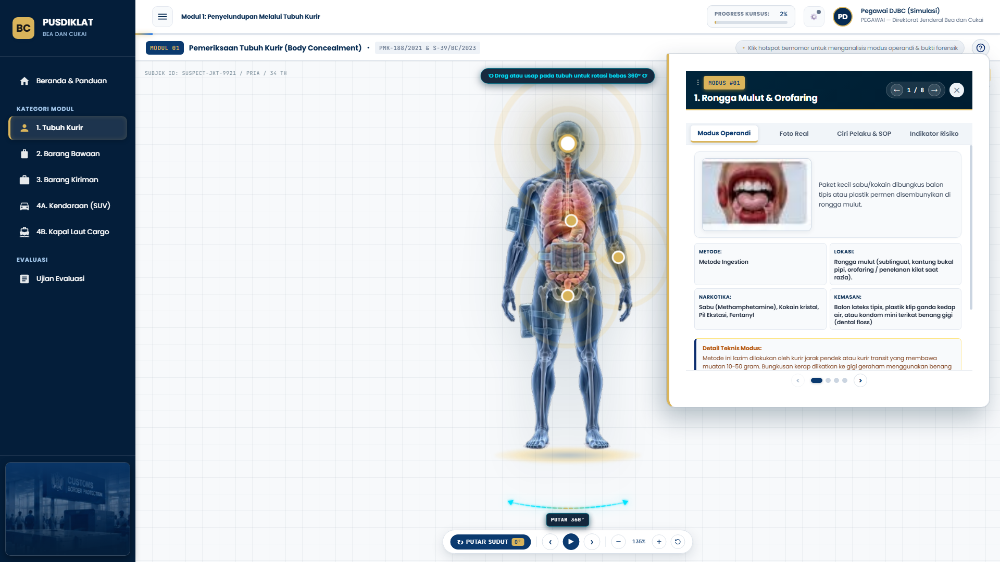 BC
PUSDIKLAT
BEA DAN CUKAI
Beranda & Panduan
KATEGORI MODUL
1. Tubuh Kurir
2. Barang Bawaan
3. Barang Kiriman
4A. Kendaraan (SUV)
4B. Kapal Laut Cargo
EVALUASI
Ujian Evaluasi
CUSTOMS
BORDER PROTECTION
Modul 1: Penyelundupan Melalui Tubuh Kurir
PROGRESS KURSUS: 2%
PD
Pegawai DJBC (Simulasi)
PEGAWAI — Direktorat Jenderal Bea dan Cukai
MODUL 01
Pemeriksaan Tubuh Kurir (Body Concealment) •
PMK-188/2021 & S-39/BC/2023
• Klik hotspot bernomor untuk menganalisis modus operandi & bukti forensik
SUBJEK ID: SUSPECT-JKT-9921 / PRIA / 34 TH
⟲ Drag atau usap pada tubuh untuk rotasi bebas 360° ⟳
MODUS #01
1. Rongga Mulut & Orofaring
← 1 / 8 →
Modus Operandi
Foto Real
Ciri Pelaku & SOP
Indikator Risiko
Paket kecil sabu/kokain dibungkus balon
tipis atau plastik permen disembunyikan di
rongga mulut.
METODE:
Metode Ingestion
LOKASI:
Rongga mulut (sublingual, kantung bukal
pipi, orofaring / penelanan kilat saat
razia).
NARKOTIKA:
Sabu (Methamphetamine), Kokain kristal,
Pil Ekstasi, Fentanyl
KEMASAN:
Balon lateks tipis, plastik klip ganda kedap
air, atau kondom mini terikat benang gigi
(dental floss)
Detail Teknis Modus:
Metode ini lazim dilakukan oleh kurir jarak pendek atau kurir transit yang membawa
muatan 10-50 gram. Bungkusan kerap diikatkan ke gigi geraham menggunakan benang
‹ ›
PUTAR 360°
↻ PUTAR SUDUT 0°
‹ ▶ ›
− 135% +